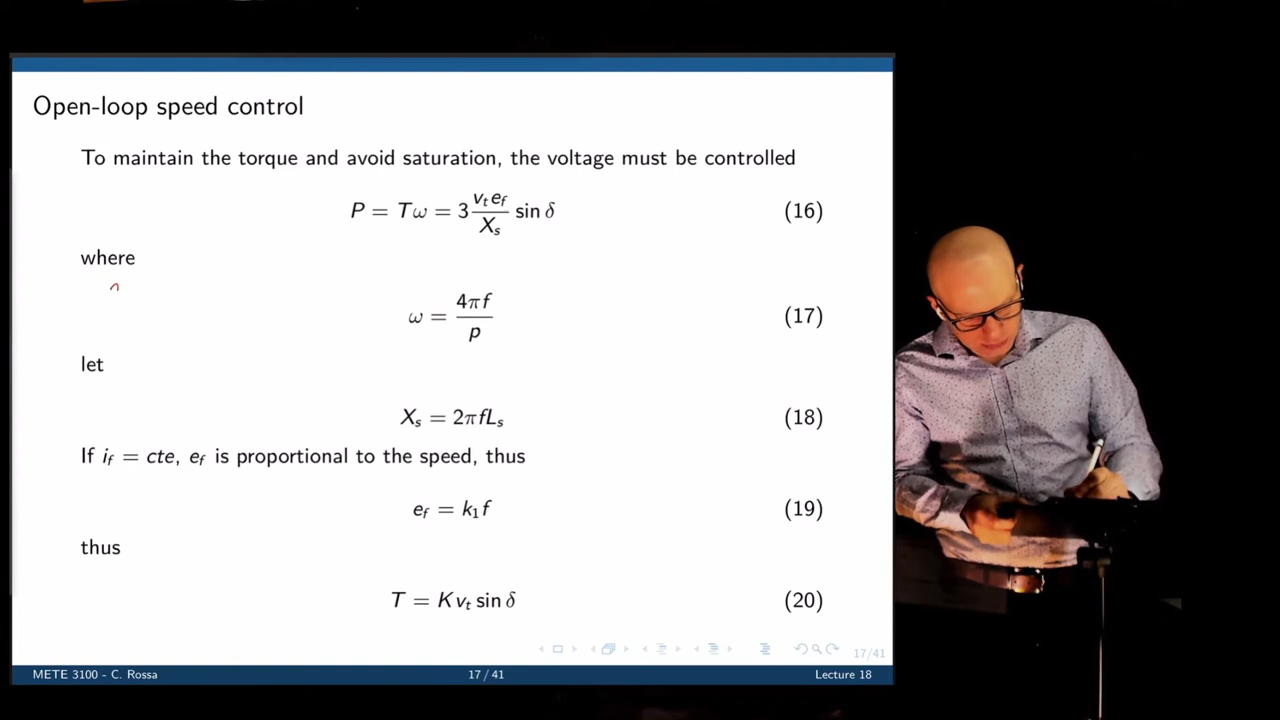 Open-loop speed control
To maintain the torque and avoid saturation, the voltage must be controlled
P = Tω = 3 v_t e_f / X_s sin δ (16)
where
ω = 4πf / p (17)
let
X_s = 2πfL_s (18)
If i_f = cte, e_f is proportional to the speed, thus
e_f = k_1 f (19)
thus
T = K v_t sin δ (20)
17/41
METE 3100 - C. Rossa 17 / 41 Lecture 18